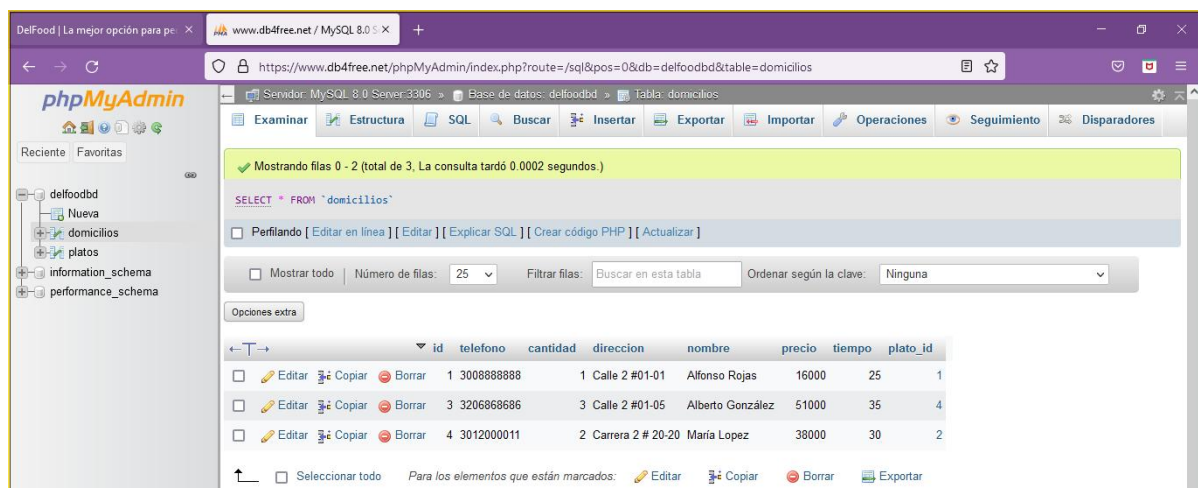 DelFood | La mejor opción para pe
www.db4free.net / MySQL 8.0 S
https://www.db4free.net/phpMyAdmin/index.php?route=/sql&pos=0&db=delfoodbd&table=domicilios
phpMyAdmin
Reciente Favoritas
delfoodbd
Nueva
domicilios
platos
information_schema
performance_schema
Servidor: MySQL 8.0 Server:3306 » Base de datos: delfoodbd » Tabla: domicilios
Examinar Estructura SQL Buscar Insertar Exportar Importar Operaciones Seguimiento Disparadores
Mostrando filas 0 - 2 (total de 3, La consulta tardó 0.0002 segundos.)
SELECT * FROM `domicilios`
Perfilando [ Editar en línea ] [ Editar ] [ Explicar SQL ] [ Crear código PHP ] [ Actualizar ]
Mostrar todo | Número de filas: 25 Filtrar filas: Buscar en esta tabla Ordenar según la clave: Ninguna
Opciones extra
←T→ id telefono cantidad direccion nombre precio tiempo plato_id
Editar Copiar Borrar 1 3008888888 1 Calle 2 #01-01 Alfonso Rojas 16000 25 1
Editar Copiar Borrar 3 3206868686 3 Calle 2 #01-05 Alberto González 51000 35 4
Editar Copiar Borrar 4 3012000011 2 Carrera 2 # 20-20 María Lopez 38000 30 2
Seleccionar todo Para los elementos que están marcados: Editar Copiar Borrar Exportar